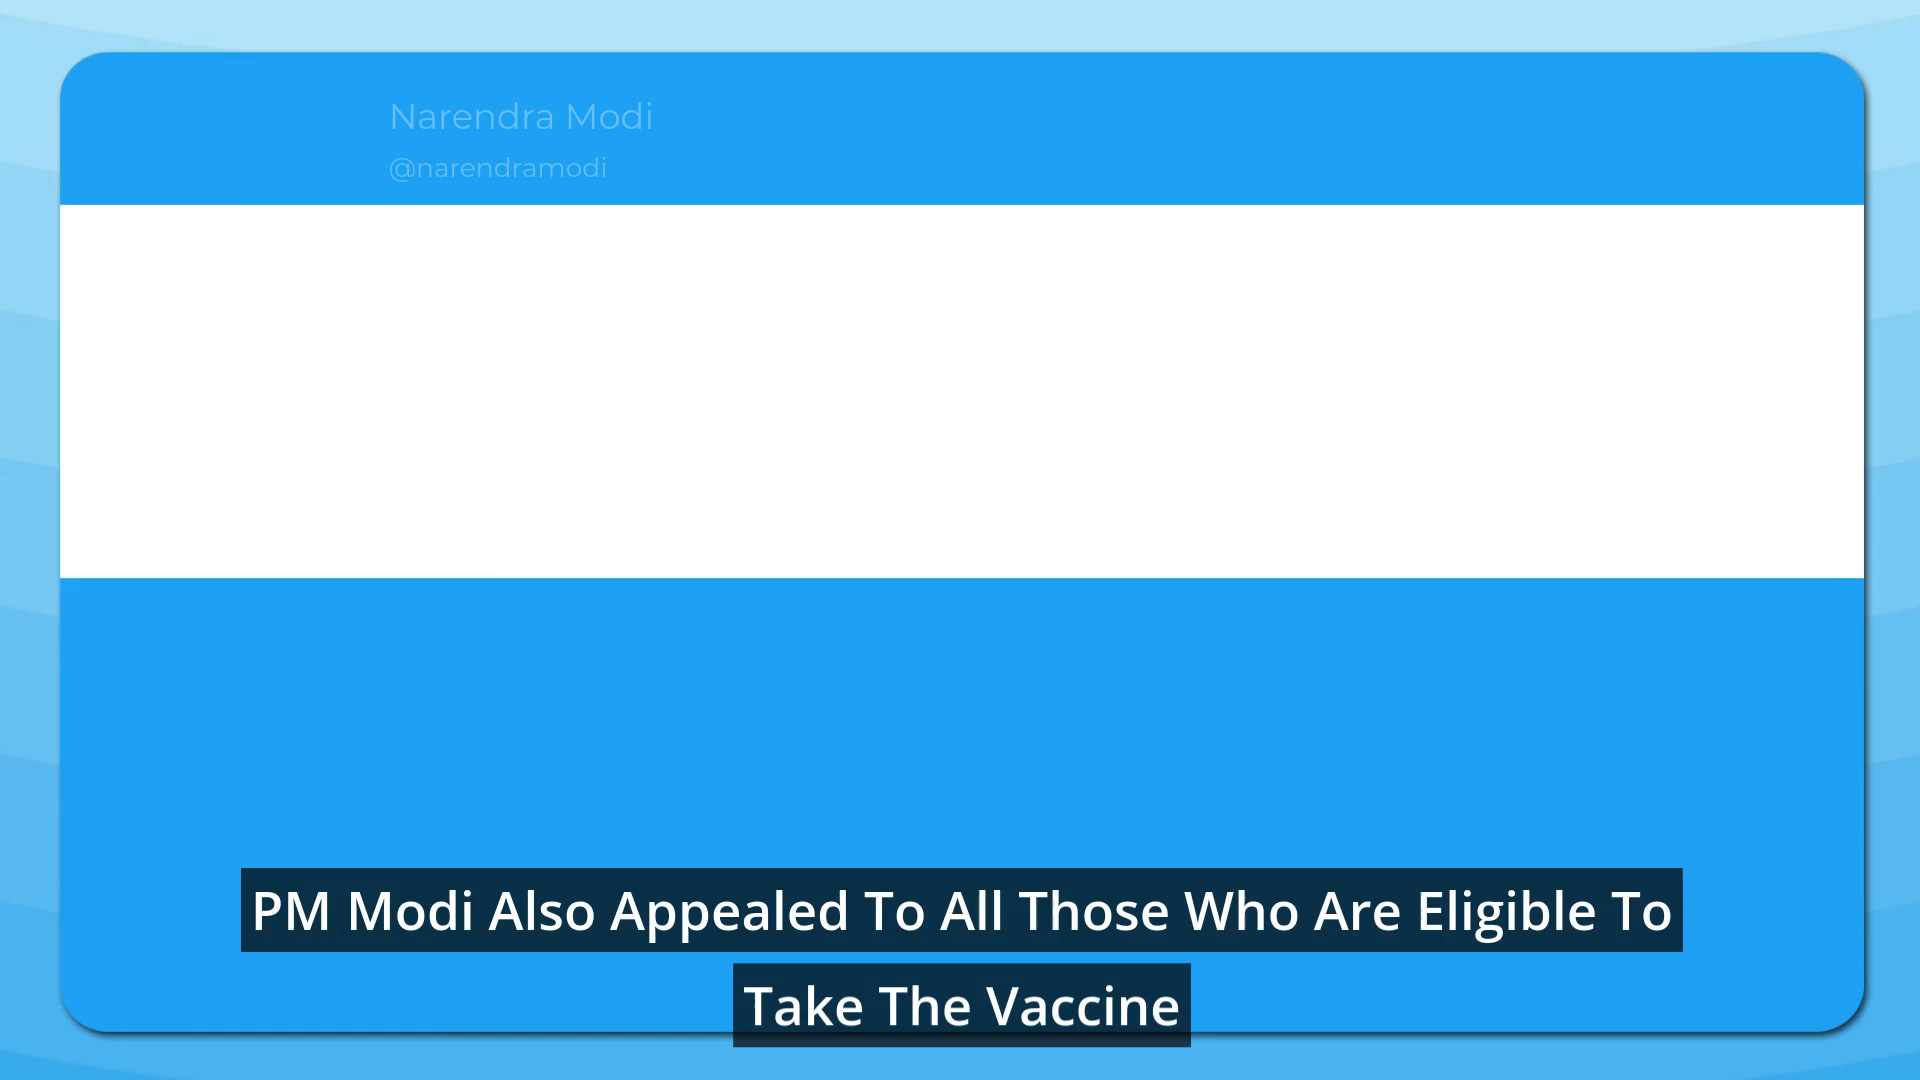 Narendra Modi
@narendramodi
PM Modi Also Appealed To All Those Who Are Eligible To
Take The Vaccine